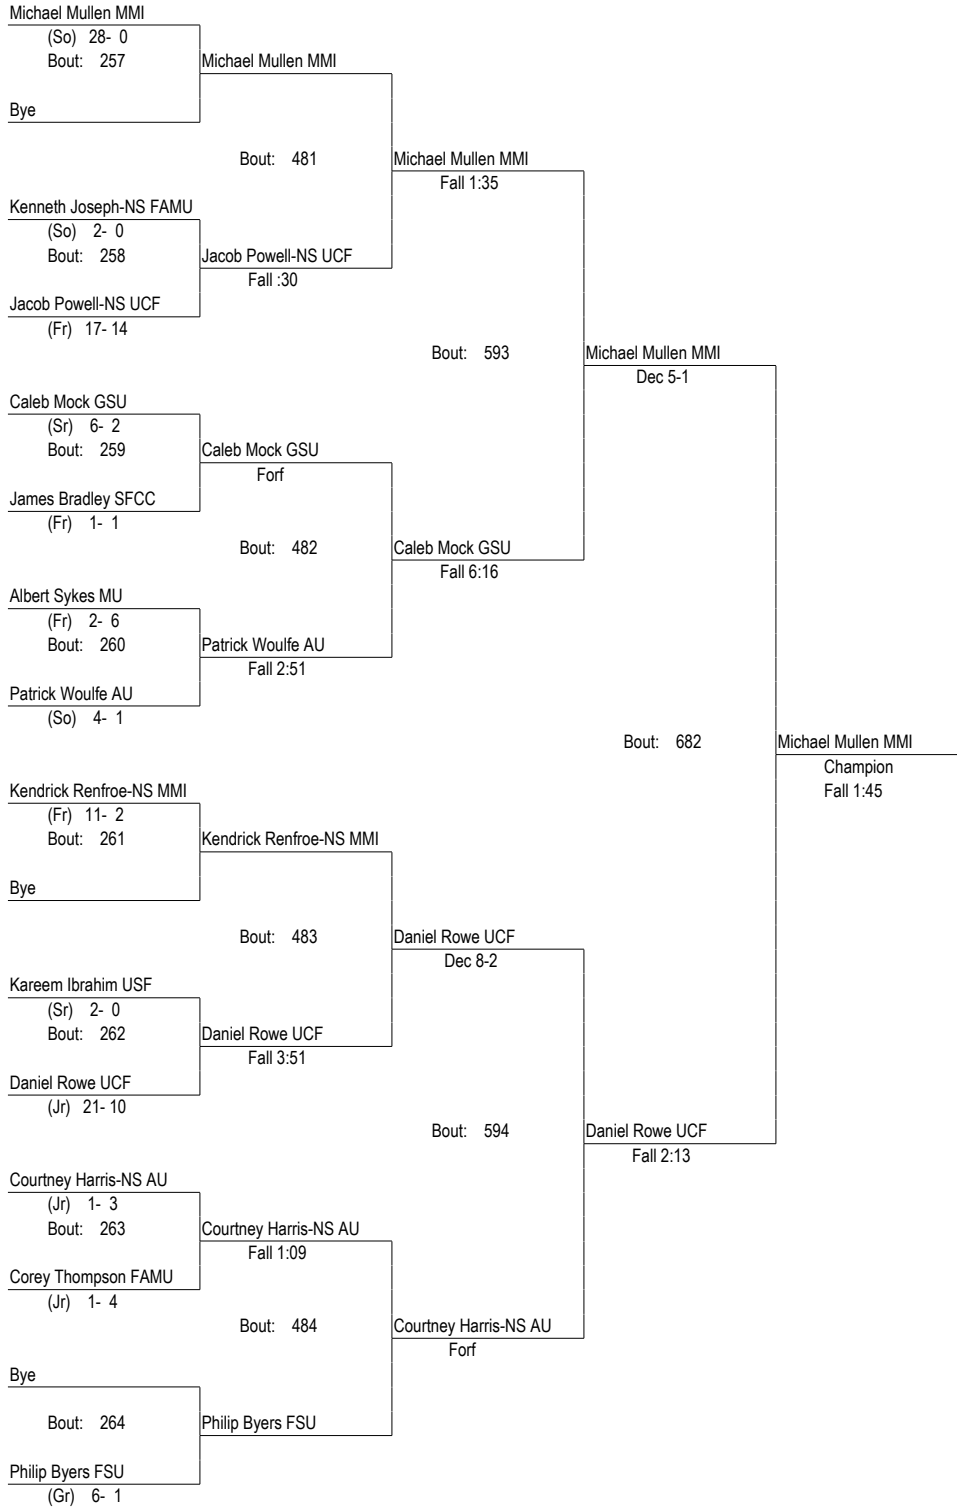 Michael Mullen MMI
(So) 28- 0
Bout: 257
Michael Mullen MMI
Bye
Bout: 481
Michael Mullen MMI
Fall 1:35
Kenneth Joseph-NS FAMU
(So) 2- 0
Bout: 258
Jacob Powell-NS UCF
Fall :30
Jacob Powell-NS UCF
(Fr) 17- 14
Bout: 593
Michael Mullen MMI
Dec 5-1
Caleb Mock GSU
(Sr) 6- 2
Bout: 259
Caleb Mock GSU
Forf
James Bradley SFCC
(Fr) 1- 1
Bout: 482
Caleb Mock GSU
Fall 6:16
Albert Sykes MU
(Fr) 2- 6
Bout: 260
Patrick Woulfe AU
Fall 2:51
Patrick Woulfe AU
(So) 4- 1
Bout: 682
Michael Mullen MMI
Champion
Fall 1:45
Kendrick Renfroe-NS MMI
(Fr) 11- 2
Bout: 261
Kendrick Renfroe-NS MMI
Bye
Bout: 483
Daniel Rowe UCF
Dec 8-2
Kareem Ibrahim USF
(Sr) 2- 0
Bout: 262
Daniel Rowe UCF
Fall 3:51
Daniel Rowe UCF
(Jr) 21- 10
Bout: 594
Daniel Rowe UCF
Fall 2:13
Courtney Harris-NS AU
(Jr) 1- 3
Bout: 263
Courtney Harris-NS AU
Fall 1:09
Corey Thompson FAMU
(Jr) 1- 4
Bout: 484
Courtney Harris-NS AU
Forf
Bye
Bout: 264
Philip Byers FSU
Philip Byers FSU
(Gr) 6- 1